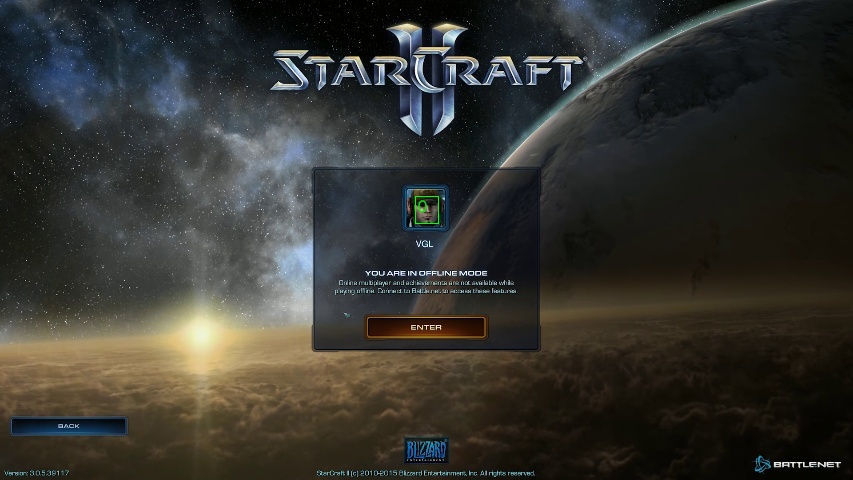 STARCRAFT
II
VGL
YOU ARE IN OFFLINE MODE
Online multiplayer and achievements are not available while
playing offline. Connect to Battle.net to access these features.
ENTER
BACK
BLIZZARD
ENTERTAINMENT
Version: 3.0.5.39117
StarCraft II (c) 2010-2015 Blizzard Entertainment, Inc. All rights reserved.
BATTLE.NET